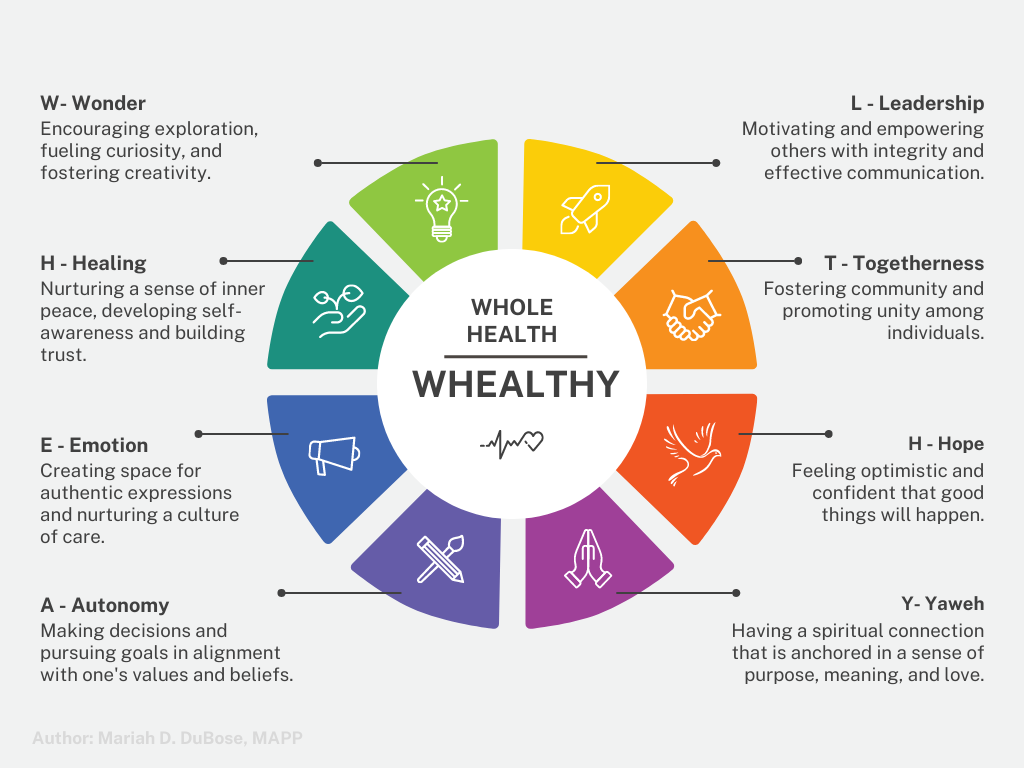 W- Wonder
Encouraging exploration,
fueling curiosity, and
fostering creativity.
H - Healing
Nurturing a sense of inner
peace, developing self-
awareness and building
trust.
E - Emotion
Creating space for
authentic expressions
and nurturing a culture
of care.
A - Autonomy
Making decisions and
pursuing goals in alignment
with one's values and beliefs.
WHOLE
HEALTH
WHEALTHY
L - Leadership
Motivating and empowering
others with integrity and
effective communication.
T - Togetherness
Fostering community and
promoting unity among
individuals.
H - Hope
Feeling optimistic and
confident that good
things will happen.
Y- Yaweh
Having a spiritual connection
that is anchored in a sense of
purpose, meaning, and love.
Author: Mariah D. DuBose, MAPP